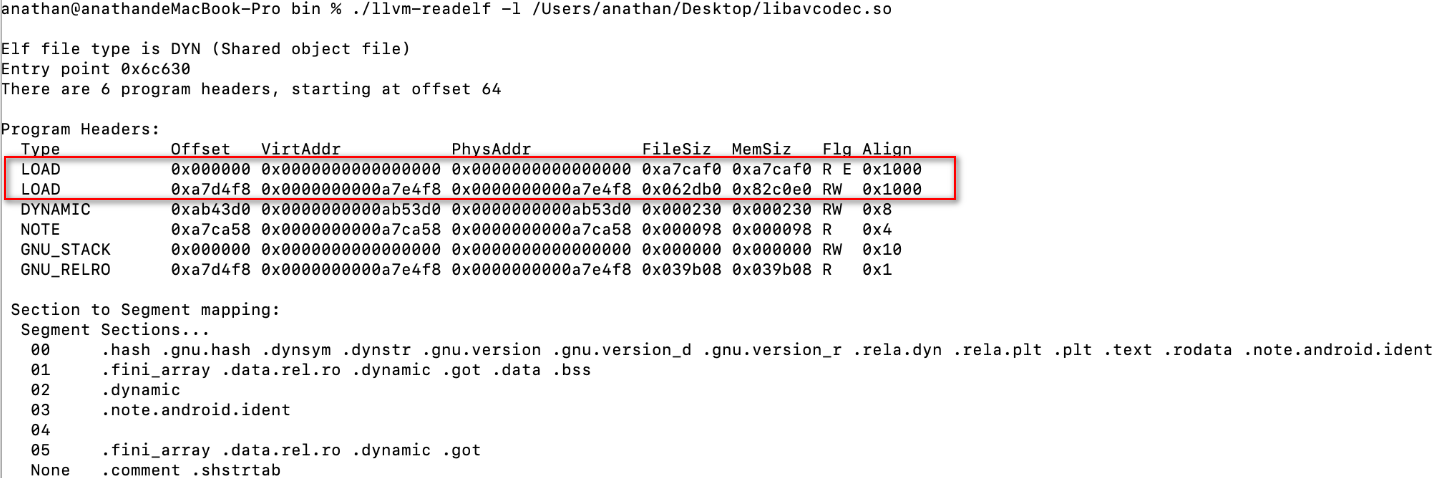 anathan@anathandeMacBook-Pro bin % ./llvm-readelf -l /Users/anathan/Desktop/libavcodec.so
Elf file type is DYN (Shared object file)
Entry point 0x6c630
There are 6 program headers, starting at offset 64
Program Headers:
Type Offset VirtAddr PhysAddr FileSiz MemSiz Flg Align
LOAD 0x000000 0x0000000000000000 0x0000000000000000 0xa7caf0 0xa7caf0 R E 0x1000
LOAD 0xa7d4f8 0x0000000000a7e4f8 0x0000000000a7e4f8 0x062db0 0x82c0e0 RW 0x1000
DYNAMIC 0xab43d0 0x0000000000ab53d0 0x0000000000ab53d0 0x000230 0x000230 RW 0x8
NOTE 0xa7ca58 0x0000000000a7ca58 0x0000000000a7ca58 0x000098 0x000098 R 0x4
GNU_STACK 0x000000 0x0000000000000000 0x0000000000000000 0x000000 0x000000 RW 0x10
GNU_RELRO 0xa7d4f8 0x0000000000a7e4f8 0x0000000000a7e4f8 0x039b08 0x039b08 R 0x1
Section to Segment mapping:
Segment Sections...
00 .hash .gnu.hash .dynsym .dynstr .gnu.version .gnu.version_d .gnu.version_r .rela.dyn .rela.plt .plt .text .rodata .note.android.ident
01 .fini_array .data.rel.ro .dynamic .got .data .bss
02 .dynamic
03 .note.android.ident
04
05 .fini_array .data.rel.ro .dynamic .got
None .comment .shstrtab